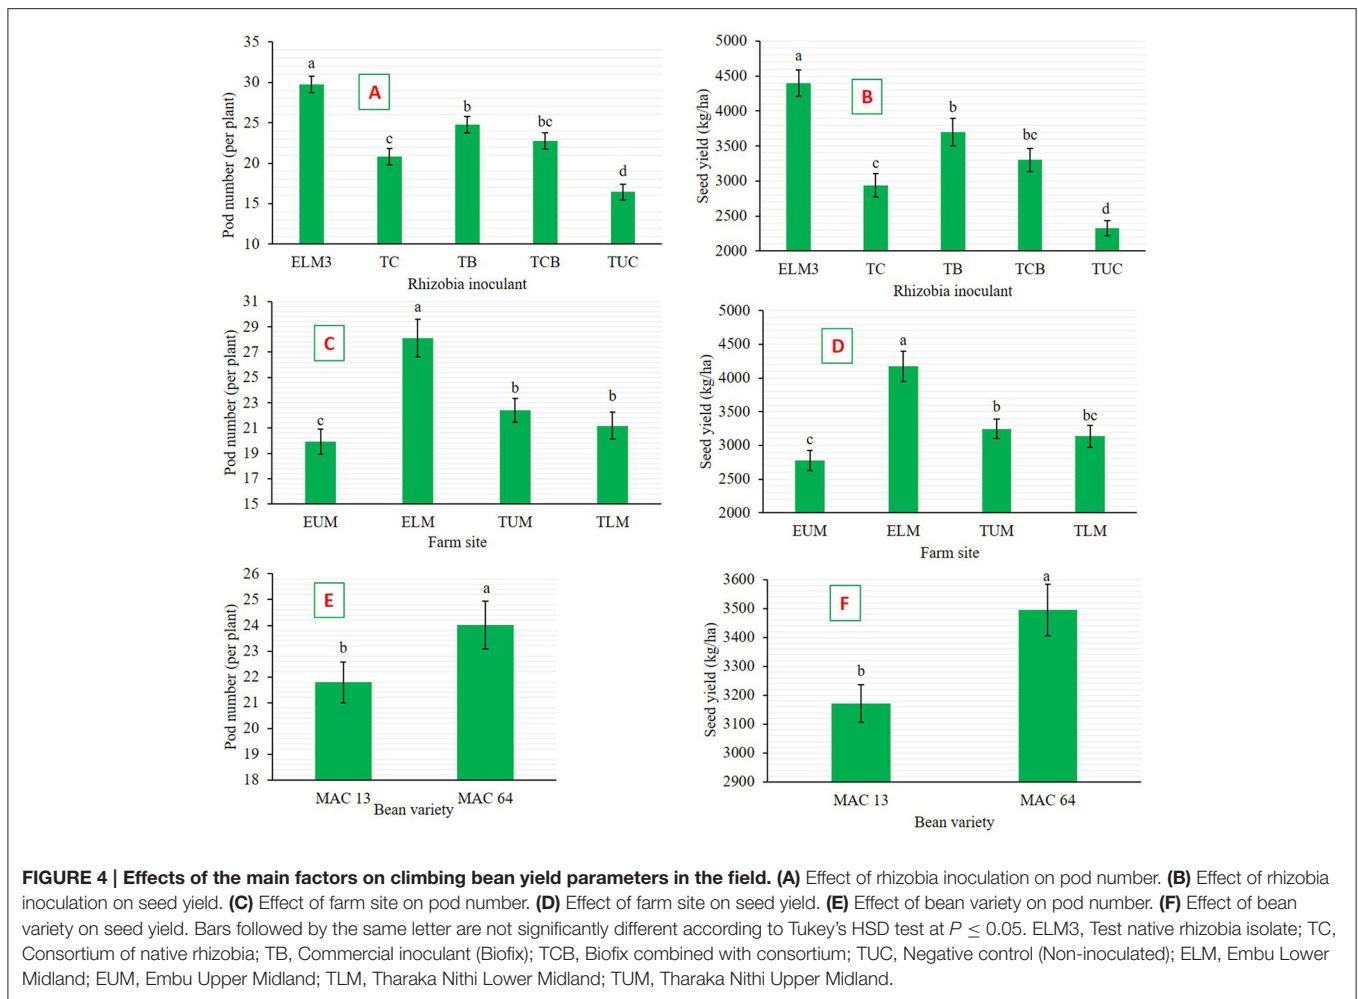 Pod number (per plant)
35
30
25
20
15
10
a
c
b
bc
d
A
ELM3 TC TB TCB TUC
Rhizobia inoculant
Seed yield (kg/ha)
5000
4500
4000
3500
3000
2500
2000
a
c
b
bc
d
B
ELM3 TC TB TCB TUC
Rhizobia inoculant
Pod number (per plant)
31
29
27
25
23
21
19
17
15
c
a
b
b
C
EUM ELM TUM TLM
Farm site
Seed yield (kg/ha)
5000
4500
4000
3500
3000
2500
2000
c
a
b
bc
D
EUM ELM TUM TLM
Farm site
Pod number (per plant)
26
25
24
23
22
21
20
19
18
b
a
E
MAC 13 MAC 64
Bean variety
Seed yield (kg/ha)
3600
3500
3400
3300
3200
3100
3000
2900
b
a
F
MAC 13 MAC 64
Bean variety
FIGURE 4 | Effects of the main factors on climbing bean yield parameters in the field. (A) Effect of rhizobia inoculation on pod number. (B) Effect of rhizobia
inoculation on seed yield. (C) Effect of farm site on pod number. (D) Effect of farm site on seed yield. (E) Effect of bean variety on pod number. (F) Effect of bean
variety on seed yield. Bars followed by the same letter are not significantly different according to Tukey's HSD test at P ≤ 0.05. ELM3, Test native rhizobia isolate; TC,
Consortium of native rhizobia; TB, Commercial inoculant (Biofix); TCB, Biofix combined with consortium; TUC, Negative control (Non-inoculated); ELM, Embu Lower
Midland; EUM, Embu Upper Midland; TLM, Tharaka Nithi Lower Midland; TUM, Tharaka Nithi Upper Midland.